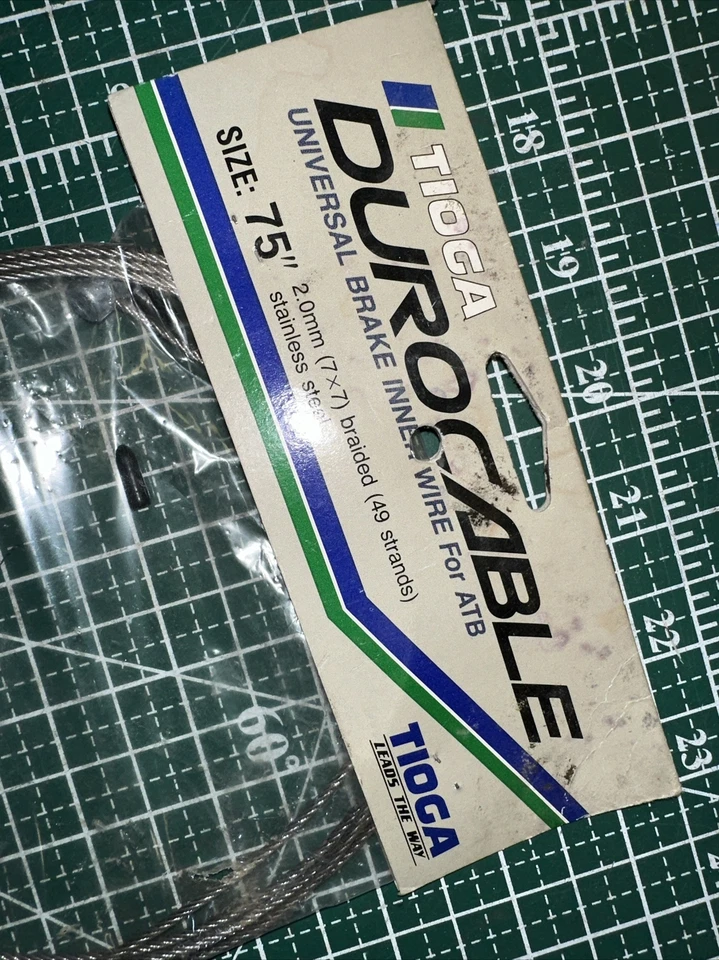 TIOGA
DUROCABLE
UNIVERSAL BRAKE INNER WIRE For ATB
SIZE: 75" 2.0mm (7×7) braided (49 strands)
stainless steel
TIOGA
LEADS THE WAY
17
18
19
20
21
22
23
60°